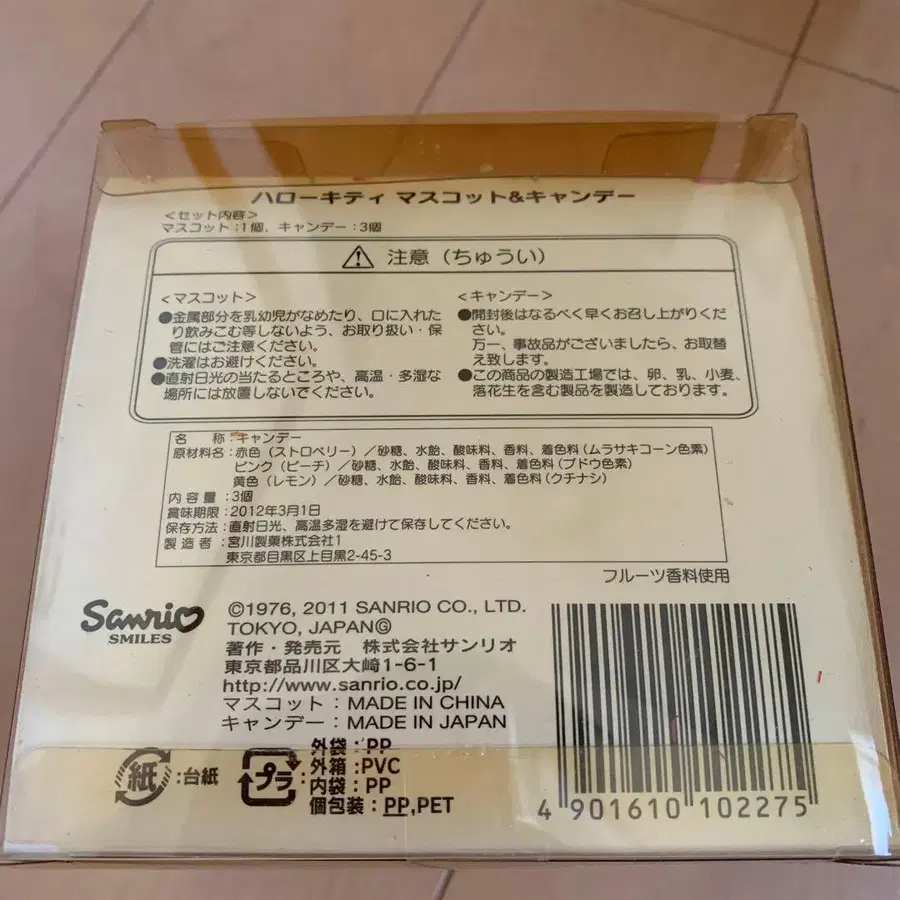 ハローキティ マスコット&キャンデー
<セット内容>
マスコット:1個、キャンデー:3個
注意(ちゅうい)
<マスコット>
●金属部分を乳幼児がなめたり、口に入れた
り飲みこむ等しないよう、お取り扱い・保
管にはご注意ください。
●洗濯はお避けください。
●直射日光の当たるところや、高温・多湿な
場所には放置しないでください。
<キャンデー>
●開封後はなるべく早くお召し上がりくだ
さい。
万一、事故品がございましたら、お取替
え致します。
●この商品の製造工場では、卵、乳、小麦、
落花生を含む製品を製造しております。
名 称:キャンデー
原材料名:赤色(ストロベリー)/砂糖、水飴、酸味料、香料、着色料(ムラサキコーン色素)
ピンク(ピーチ)/砂糖、水飴、酸味料、香料、着色料(ブドウ色素)
黄色(レモン)/砂糖、水飴、酸味料、香料、着色料(クチナシ)
内容量:3個
賞味期限:2012年3月1日
保存方法:直射日光、高温多湿を避けて保存してください。
製造者:宮川製菓株式会社1
東京都目黒区上目黒2-45-3
フルーツ香料使用
Sanrio
SMILES
©1976, 2011 SANRIO CO., LTD.
TOKYO, JAPANⒼ
著作・発売元 株式会社サンリオ
東京都品川区大崎1-6-1
http://www.sanrio.co.jp/
マスコット:MADE IN CHINA
キャンデー:MADE IN JAPAN
紙:台紙
プラ:
外袋:PP
外箱:PVC
内袋:PP
個包装:PP,PET
4 901610 102275